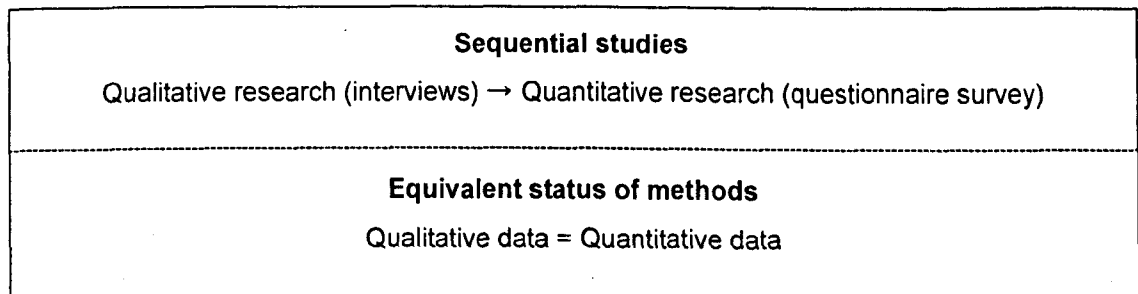 Sequential studies
Qualitative research (interviews) → Quantitative research (questionnaire survey)
Equivalent status of methods
Qualitative data = Quantitative data